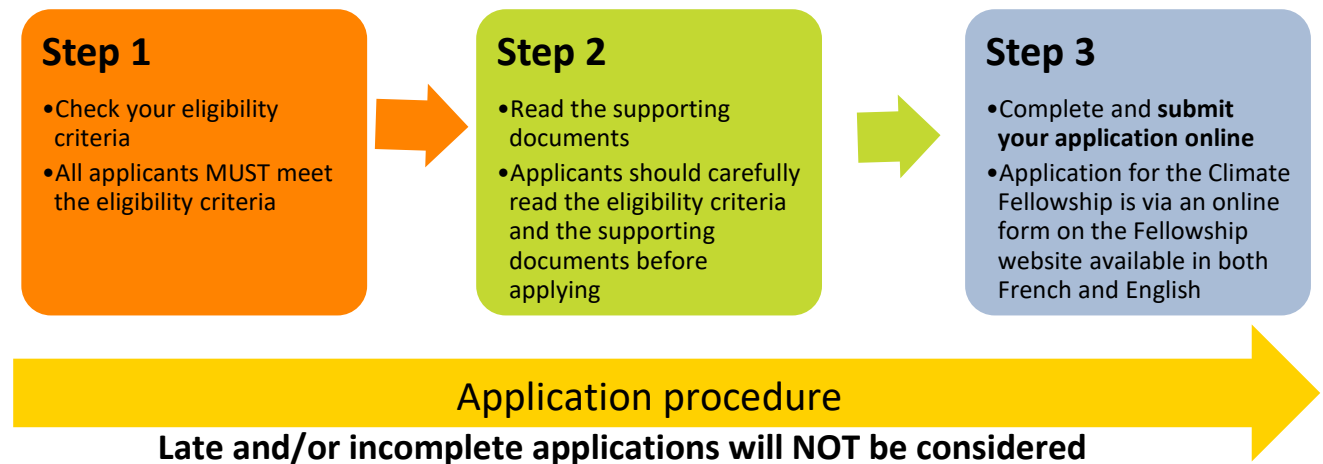 Step 1
•Check your eligibility
criteria
•All applicants MUST meet
the eligibility criteria
Step 2
•Read the supporting
documents
•Applicants should carefully
read the eligibility criteria
and the supporting
documents before
applying
Step 3
•Complete and submit
your application online
•Application for the Climate
Fellowship is via an online
form on the Fellowship
website available in both
French and English
Application procedure
Late and/or incomplete applications will NOT be considered